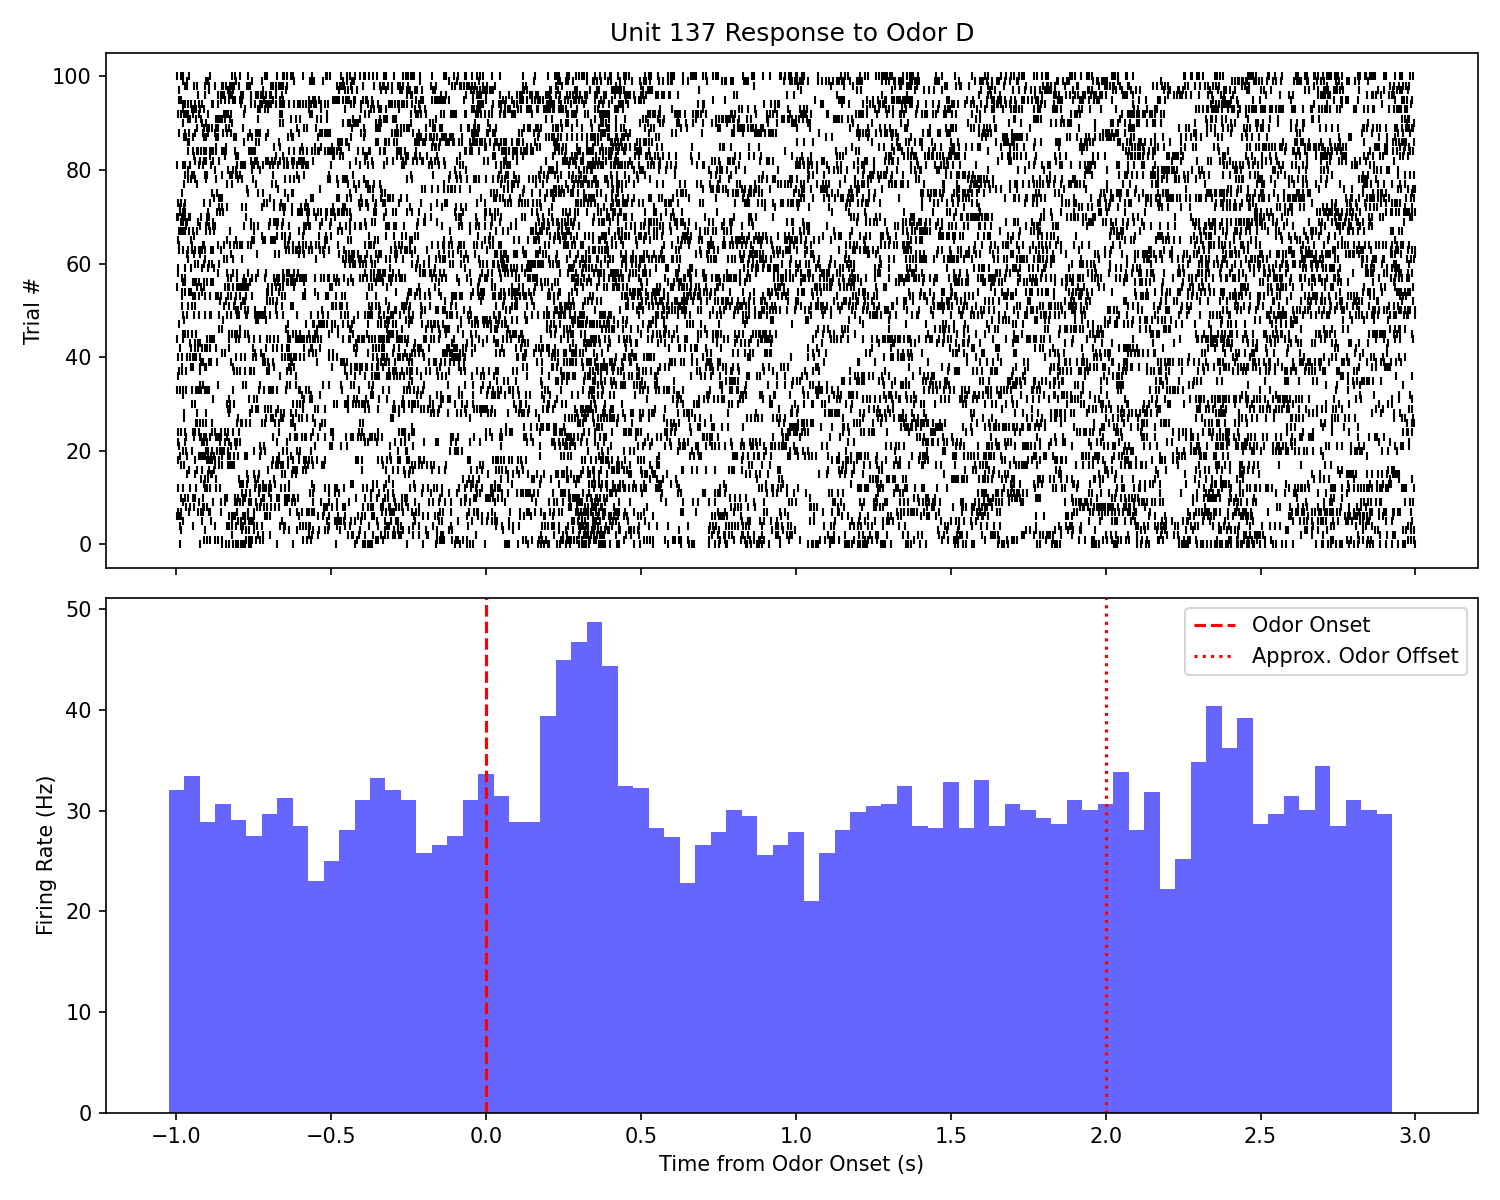 Unit 137 Response to Odor D
Trial #
100
80
60
40
20
0
Firing Rate (Hz)
50
40
30
20
10
0
Odor Onset
Approx. Odor Offset
−1.0 −0.5 0.0 0.5 1.0 1.5 2.0 2.5 3.0
Time from Odor Onset (s)